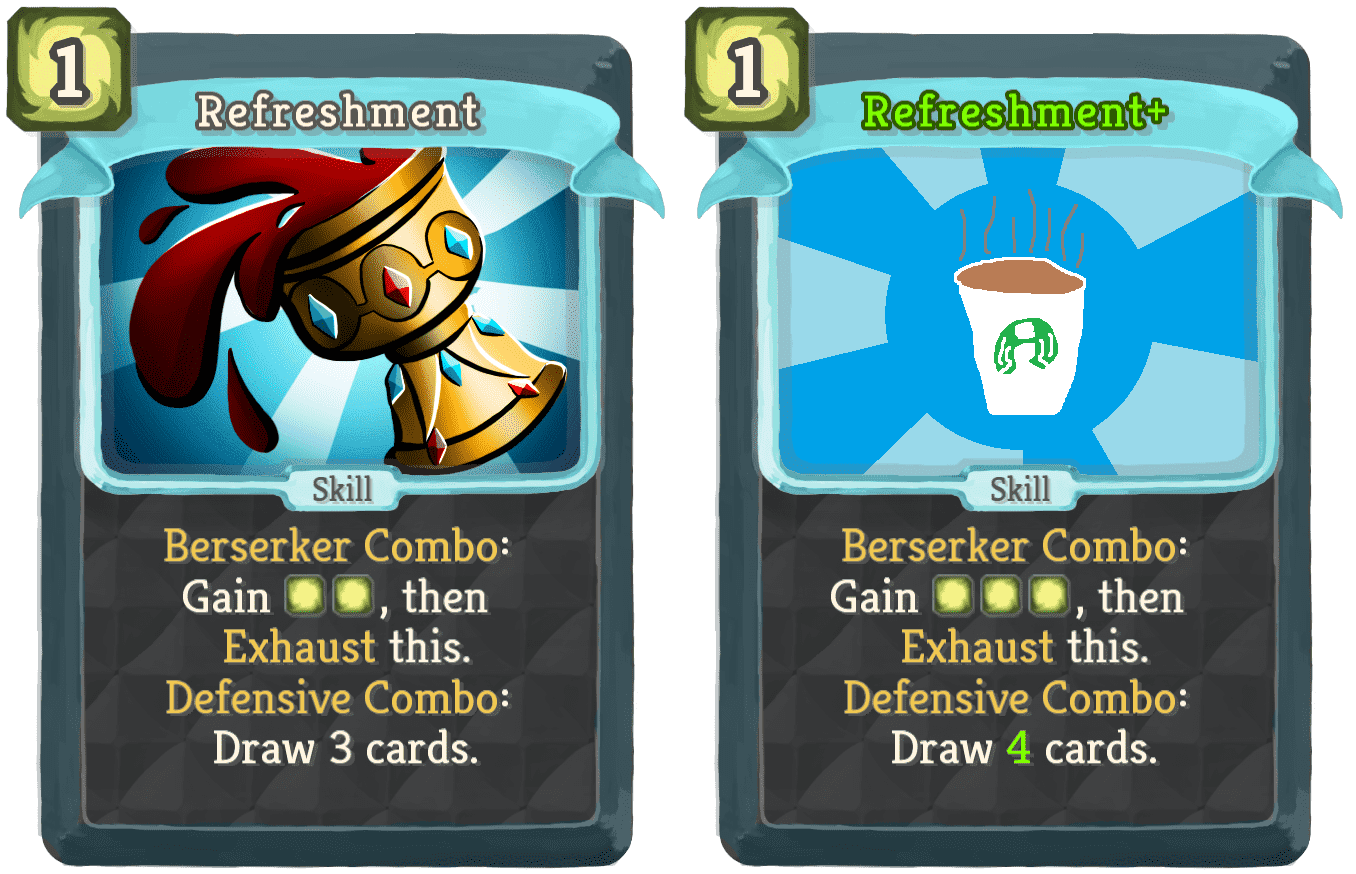 1
Refreshment
Skill
Berserker Combo:
Gain , then
Exhaust this.
Defensive Combo:
Draw 3 cards.
1
Refreshment+
Skill
Berserker Combo:
Gain , then
Exhaust this.
Defensive Combo:
Draw 4 cards.